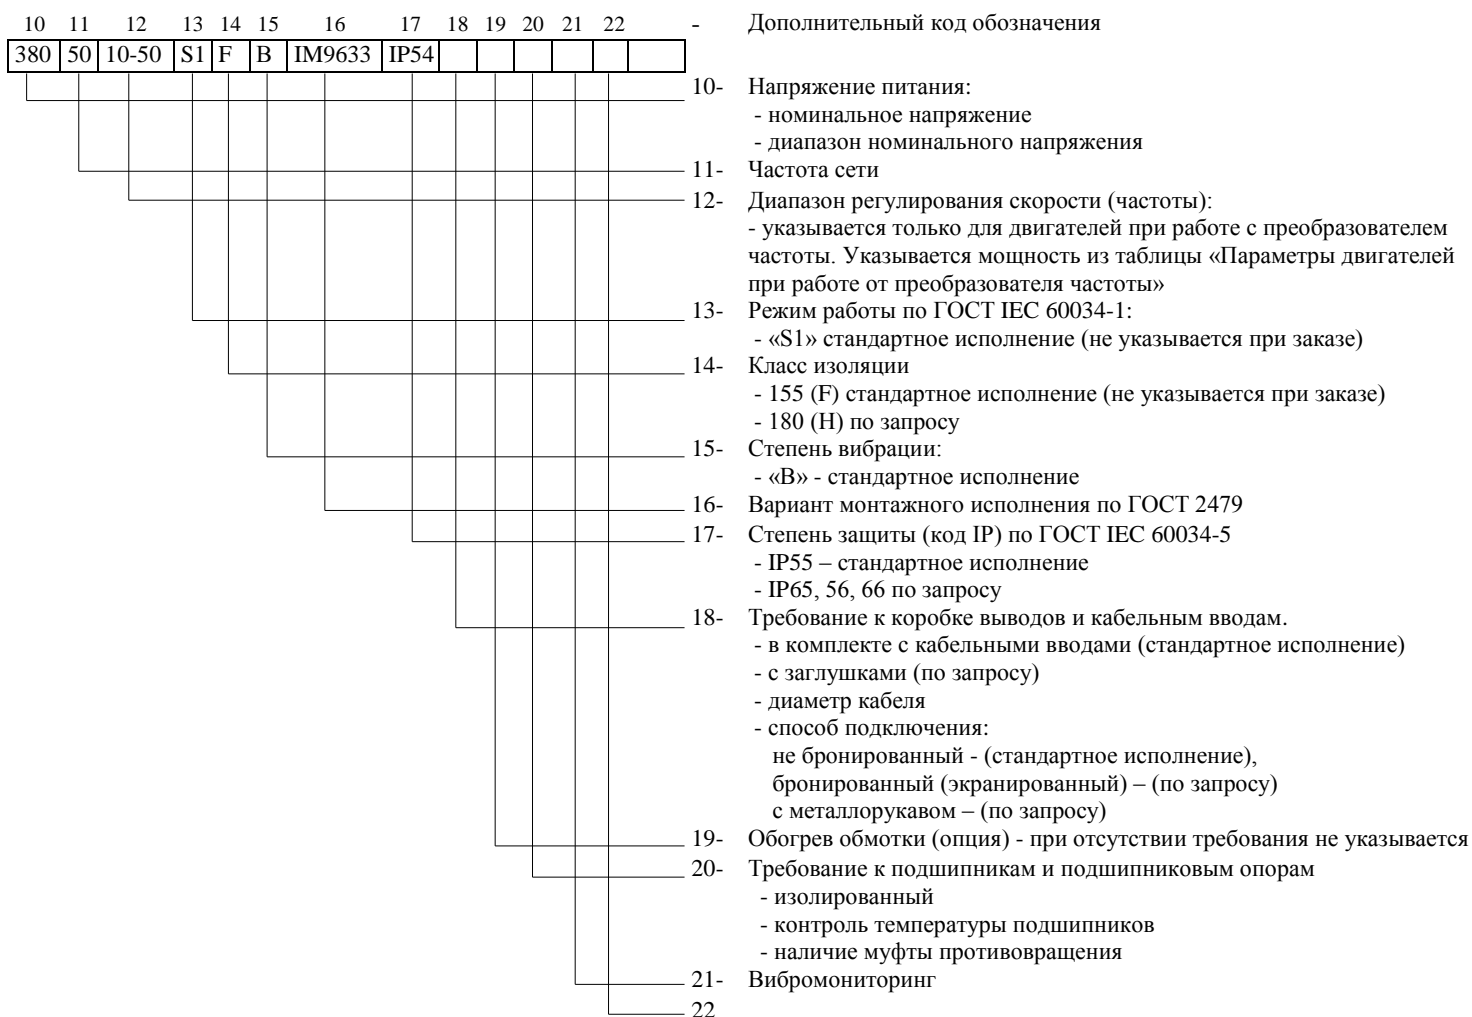 10 11 12 13 14 15 16 17 18 19 20 21 22 - Дополнительный код обозначения
380 50 10-50 S1 F B IM9633 IP54
10- Напряжение питания:
- номинальное напряжение
- диапазон номинального напряжения
11- Частота сети
12- Диапазон регулирования скорости (частоты):
- указывается только для двигателей при работе с преобразователем
частоты. Указывается мощность из таблицы «Параметры двигателей
при работе от преобразователя частоты»
13- Режим работы по ГОСТ IEC 60034-1:
- «S1» стандартное исполнение (не указывается при заказе)
14- Класс изоляции
- 155 (F) стандартное исполнение (не указывается при заказе)
- 180 (H) по запросу
15- Степень вибрации:
- «В» - стандартное исполнение
16- Вариант монтажного исполнения по ГОСТ 2479
17- Степень защиты (код IP) по ГОСТ IEC 60034-5
- IP55 – стандартное исполнение
- IP65, 56, 66 по запросу
18- Требование к коробке выводов и кабельным вводам.
- в комплекте с кабельными вводами (стандартное исполнение)
- с заглушками (по запросу)
- диаметр кабеля
- способ подключения:
не бронированный - (стандартное исполнение),
бронированный (экранированный) – (по запросу)
с металлорукавом – (по запросу)
19- Обогрев обмотки (опция) - при отсутствии требования не указывается
20- Требование к подшипникам и подшипниковым опорам
- изолированный
- контроль температуры подшипников
- наличие муфты противовращения
21- Вибромониторинг
22